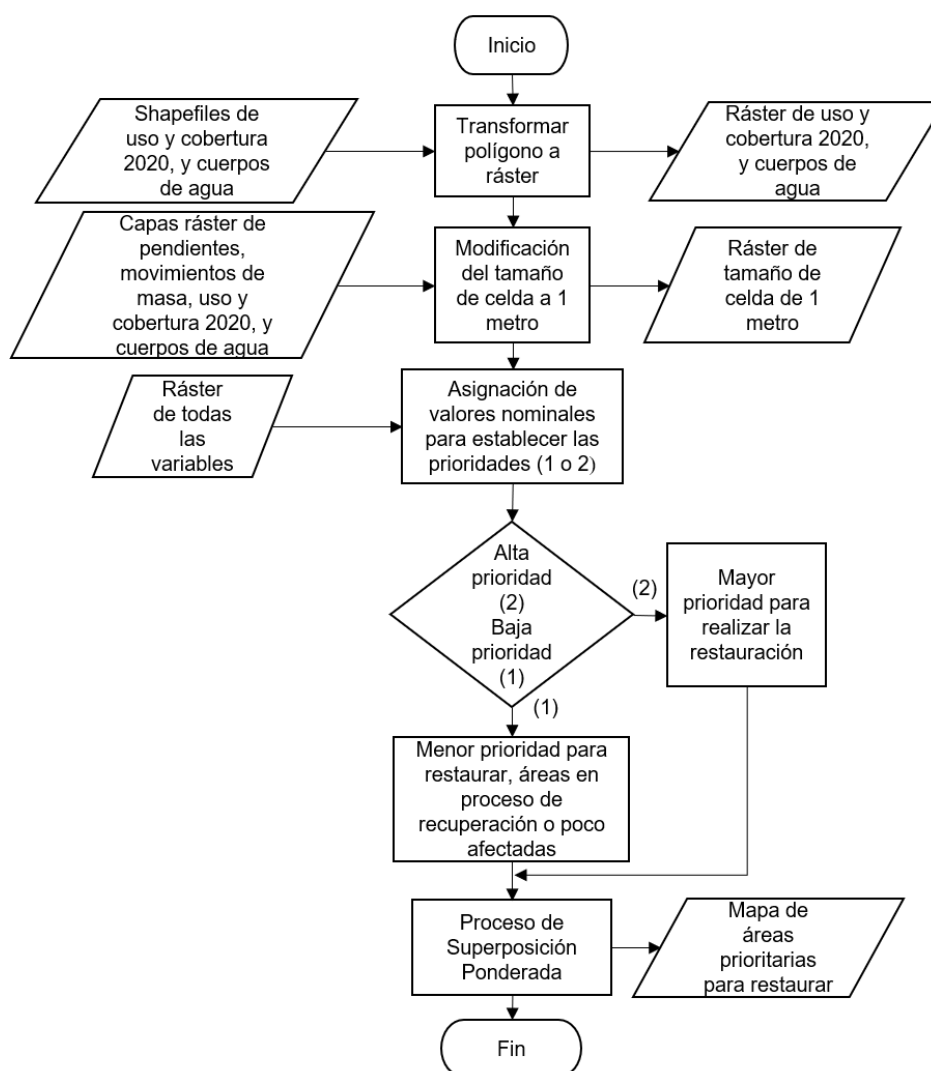 Inicio
Shapefiles de
uso y cobertura
2020, y cuerpos
de agua
Transformar
polígono a
ráster
Ráster de uso y
cobertura 2020,
y cuerpos de
agua
Capas ráster de
pendientes,
movimientos de
masa, uso y
cobertura 2020, y
cuerpos de agua
Modificación
del tamaño
de celda a 1
metro
Ráster de
tamaño de
celda de 1
metro
Ráster
de todas
las
variables
Asignación de
valores nominales
para establecer las
prioridades (1 o 2)
Alta
prioridad
(2)
Baja
prioridad
(1)
(2)
Mayor
prioridad para
realizar la
restauración
(1)
Menor prioridad para
restaurar, áreas en
proceso de
recuperación o poco
afectadas
Proceso de
Superposición
Ponderada
Mapa de
áreas
prioritarias
para restaurar
Fin